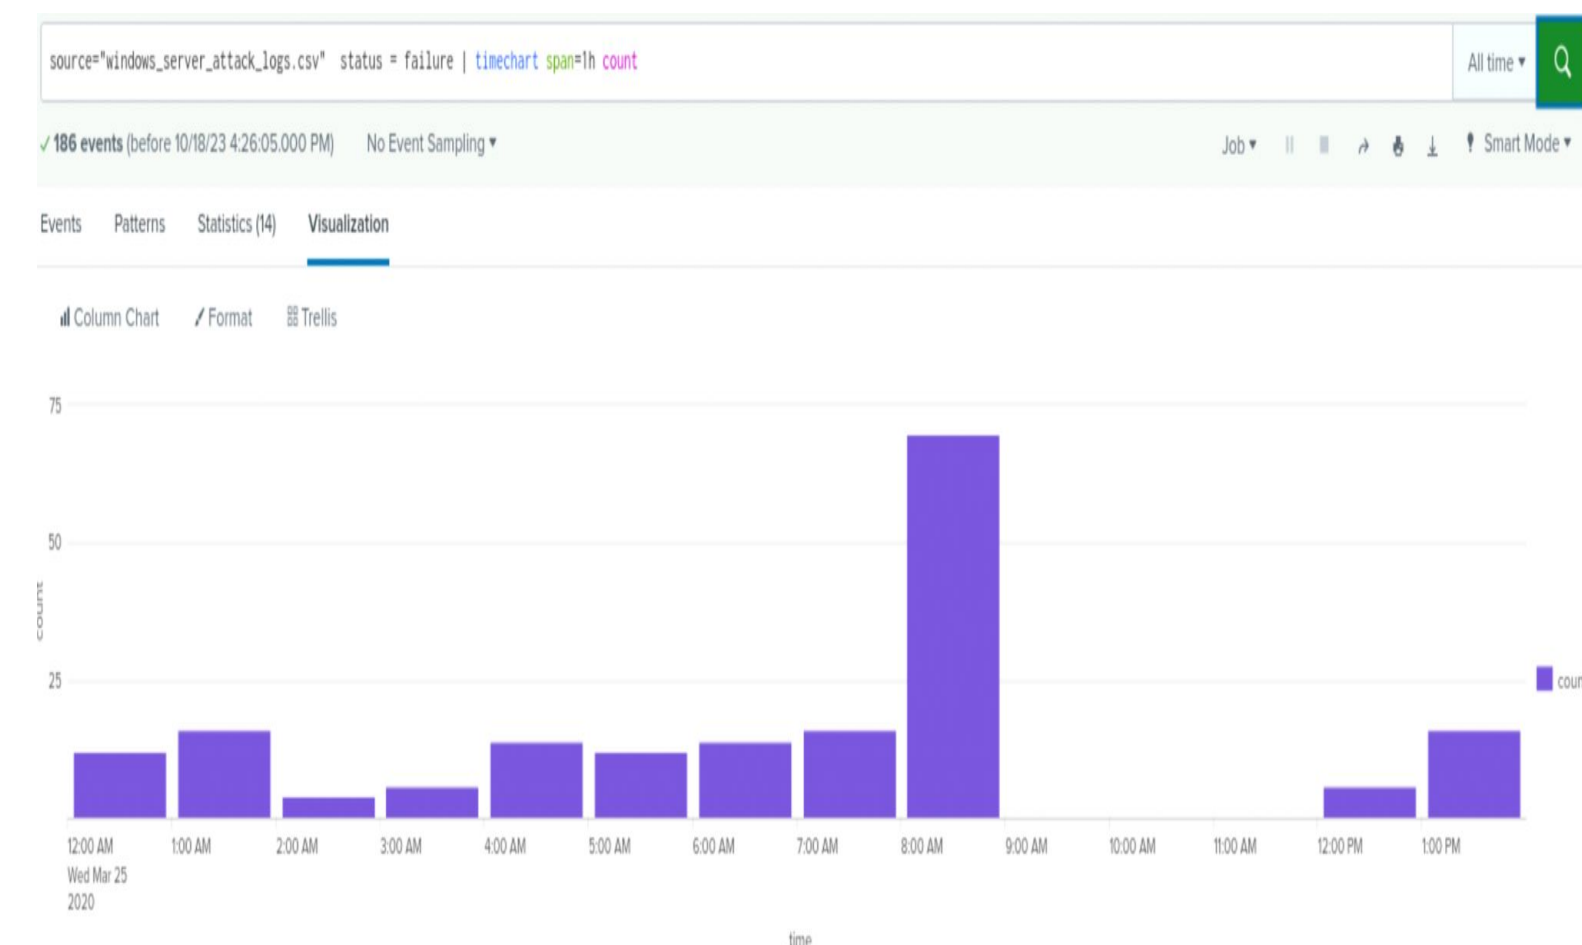 source="windows_server_attack_logs.csv" status = failure | timechart span=1h count
All time
186 events (before 10/18/23 4:26:05.000 PM) No Event Sampling
Job Smart Mode
Events Patterns Statistics (14) Visualization
Column Chart Format Trellis
75
50
25
count
coun
12:00 AM 1:00 AM 2:00 AM 3:00 AM 4:00 AM 5:00 AM 6:00 AM 7:00 AM 8:00 AM 9:00 AM 10:00 AM 11:00 AM 12:00 PM 1:00 PM
Wed Mar 25
2020
time